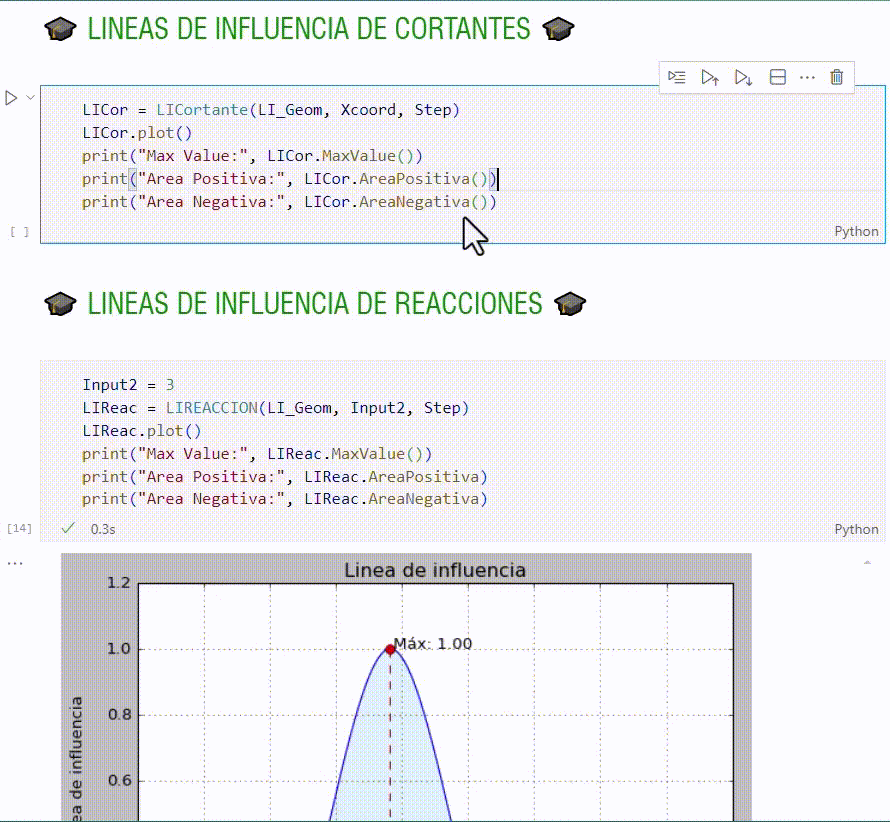 🎓 LINEAS DE INFLUENCIA DE CORTANTES 🎓
LICor = LICortante(LI_Geom, Xcoord, Step)
LICor.plot()
print("Max Value:", LICor.MaxValue())
print("Area Positiva:", LICor.AreaPositiva())
print("Area Negativa:", LICor.AreaNegativa())
[ ]
Python
🎓 LINEAS DE INFLUENCIA DE REACCIONES 🎓
Input2 = 3
LIReac = LIREACCION(LI_Geom, Input2, Step)
LIReac.plot()
print("Max Value:", LIReac.MaxValue())
print("Area Positiva:", LIReac.AreaPositiva)
print("Area Negativa:", LIReac.AreaNegativa)
[14] ✓ 0.3s
Python
...
Linea de influencia
1.2
1.0
Máx: 1.00
0.8
0.6
ea de influencia